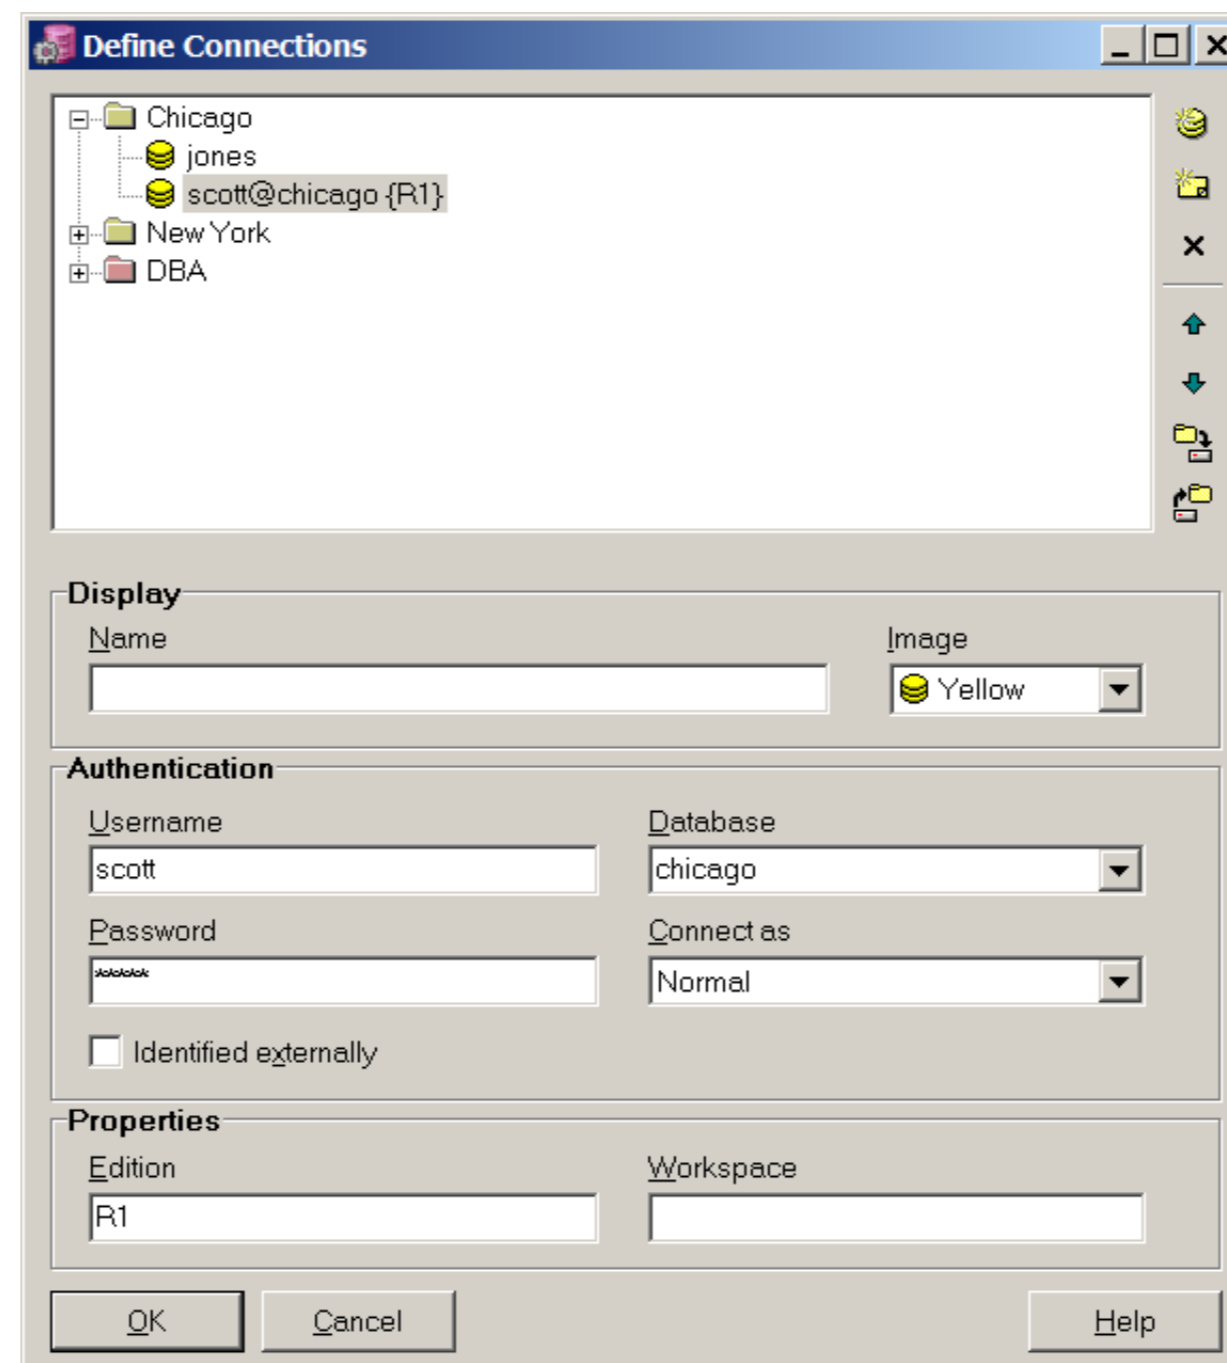 Define Connections
Chicago
jones
scott@chicago {R1}
New York
DBA
Display
Name Image
Yellow
Authentication
Username Database
scott chicago
Password Connect as
****** Normal
Identified externally
Properties
Edition Workspace
R1
OK Cancel Help